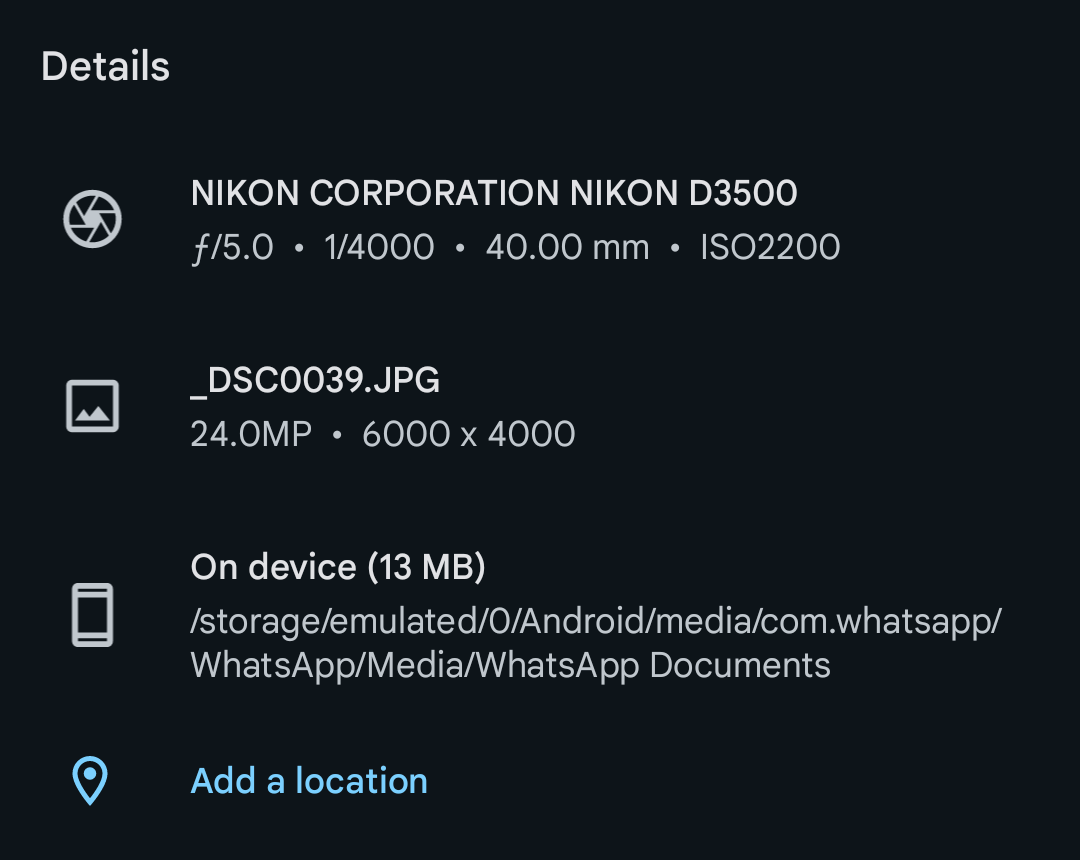 Details
NIKON CORPORATION NIKON D3500
ƒ/5.0 • 1/4000 • 40.00 mm • ISO2200
_DSC0039.JPG
24.0MP • 6000 x 4000
On device (13 MB)
/storage/emulated/0/Android/media/com.whatsapp/
WhatsApp/Media/WhatsApp Documents
Add a location